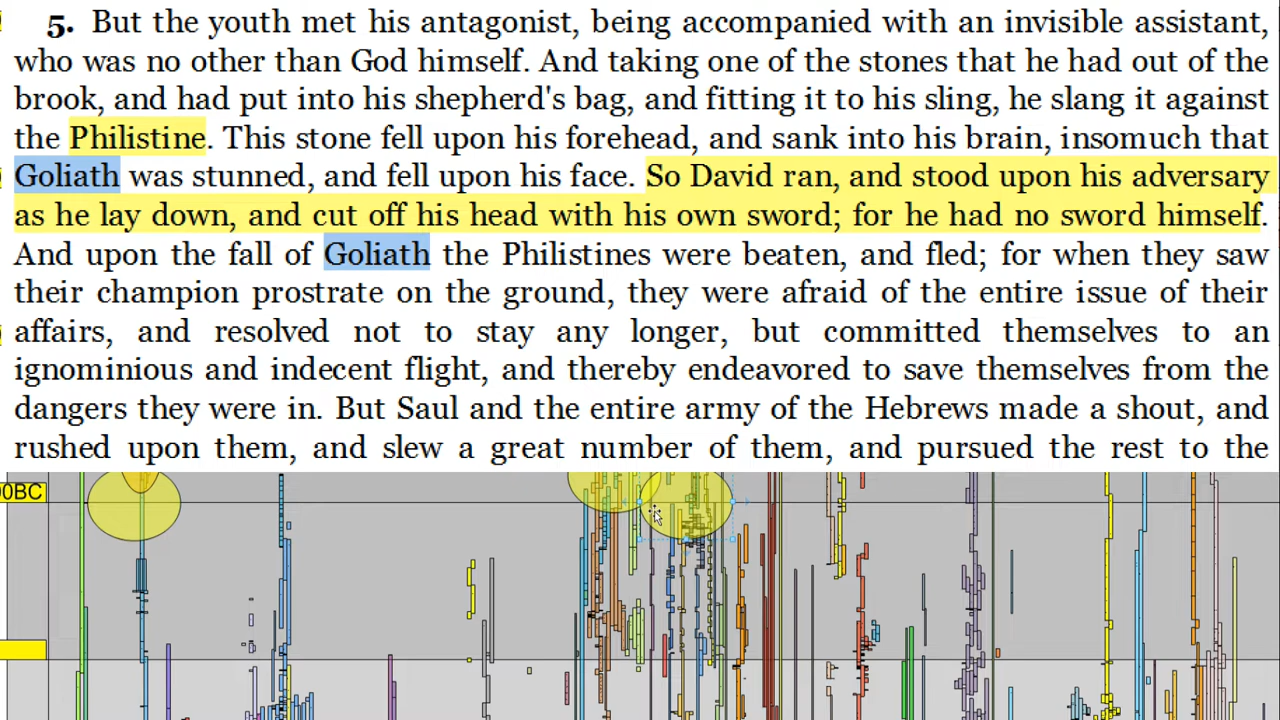 5. But the youth met his antagonist, being accompanied with an invisible assistant,
who was no other than God himself. And taking one of the stones that he had out of the
brook, and had put into his shepherd's bag, and fitting it to his sling, he slang it against
the Philistine. This stone fell upon his forehead, and sank into his brain, insomuch that
Goliath was stunned, and fell upon his face. So David ran, and stood upon his adversary
as he lay down, and cut off his head with his own sword; for he had no sword himself.
And upon the fall of Goliath the Philistines were beaten, and fled; for when they saw
their champion prostrate on the ground, they were afraid of the entire issue of their
affairs, and resolved not to stay any longer, but committed themselves to an
ignominious and indecent flight, and thereby endeavored to save themselves from the
dangers they were in. But Saul and the entire army of the Hebrews made a shout, and
rushed upon them, and slew a great number of them, and pursued the rest to the
00BC